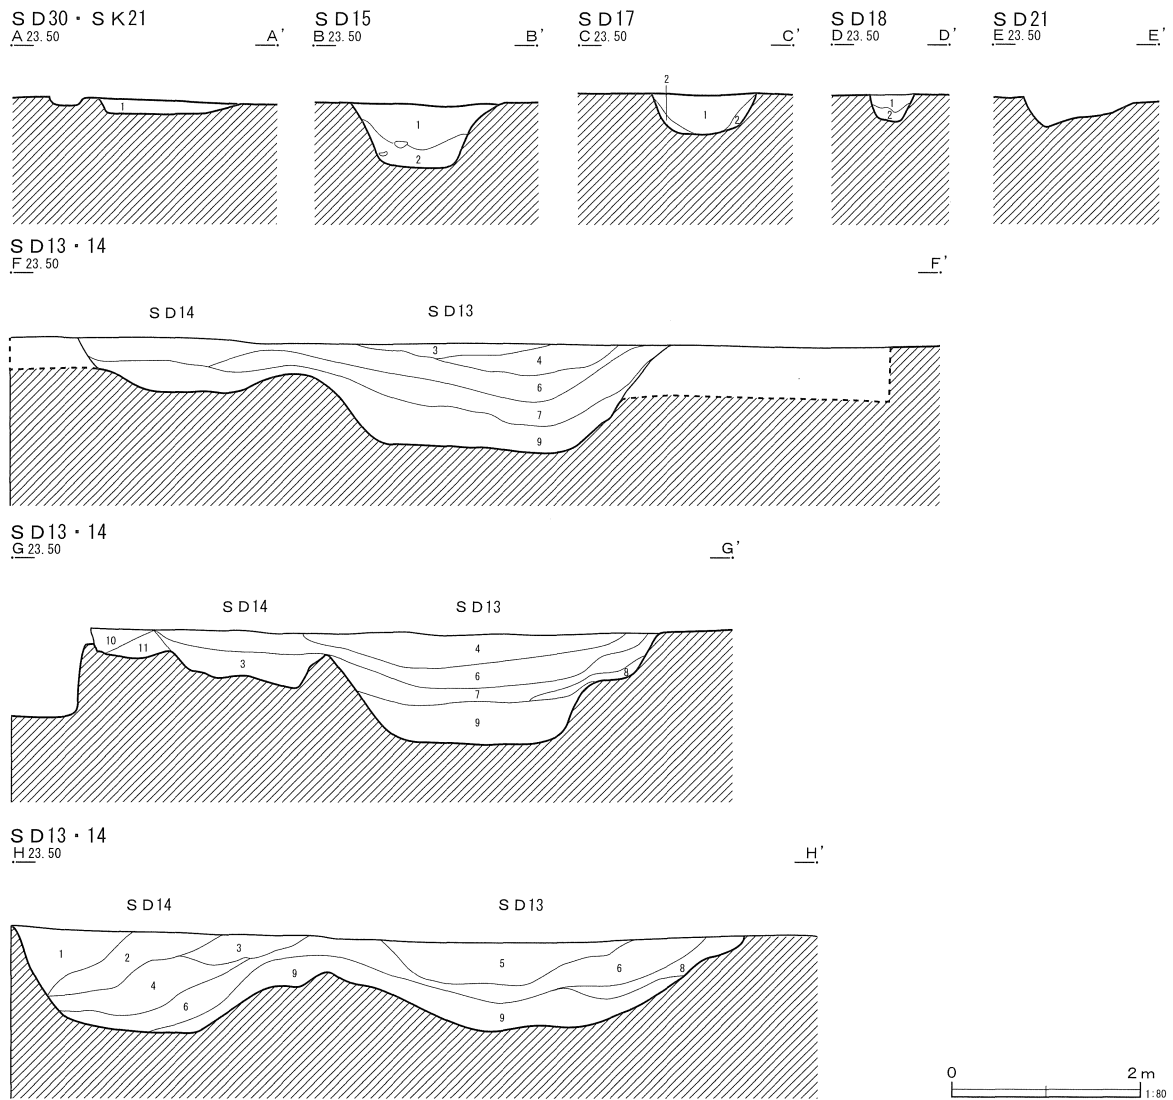 SD30・SK21
A 23.50 A'
SD15
B 23.50 B'
SD17
C 23.50 C'
SD18
D 23.50 D'
SD21
E 23.50 E'
1
1
2
2
1
2
1
2
SD13・14
F 23.50 F'
SD14 SD13
3
4
6
7
9
SD13・14
G 23.50 G'
SD14 SD13
10
11
3
4
6
8
7
9
SD13・14
H 23.50 H'
SD14 SD13
1
2
3
4
6
9
5
6
8
9
0 2m
1:80